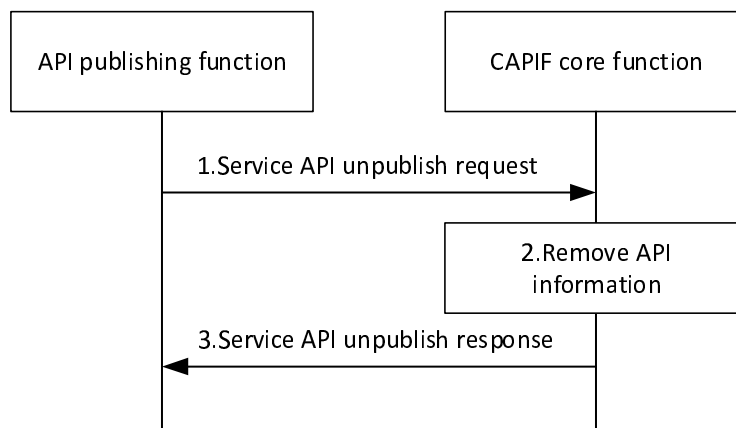 API publishing function
CAPIF core function
1.Service API unpublish request
2.Remove API
information
3.Service API unpublish response